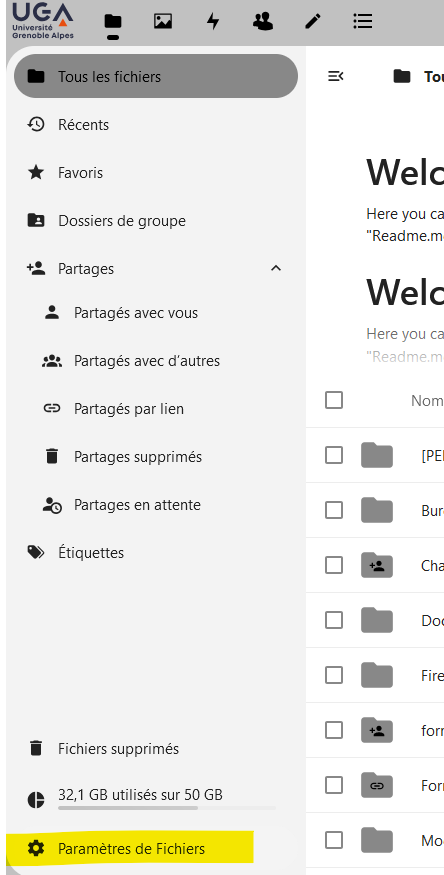 UGA
Université
Grenoble Alpes
Tous les fichiers
Récents
Favoris
Dossiers de groupe
Partages
Partagés avec vous
Partagés avec d’autres
Partagés par lien
Partages supprimés
Partages en attente
Étiquettes
Fichiers supprimés
32,1 GB utilisés sur 50 GB
Paramètres de Fichiers
Tou
Welc
Here you ca
"Readme.m
Welc
Here you ca
"Readme.m
Nom
[PE
Bur
Cha
Doc
Fire
forr
For
Mo